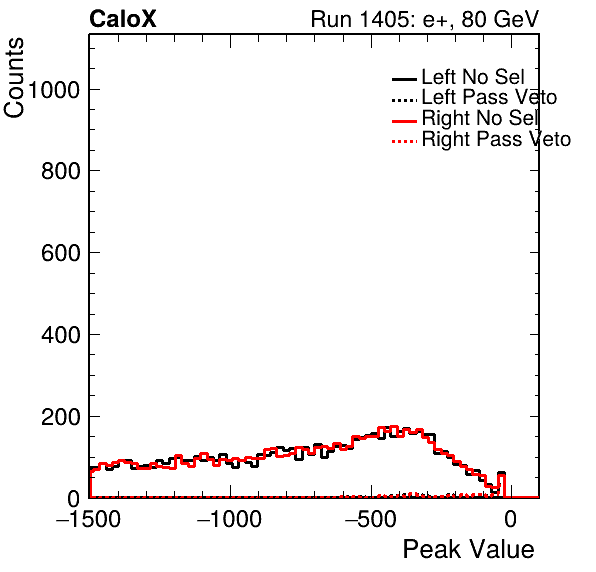 CaloX Run 1405: e+, 80 GeV
Counts
Left No Sel
Left Pass Veto
Right No Sel
Right Pass Veto
1000
800
600
400
200
0
−1500 −1000 −500 0
Peak Value